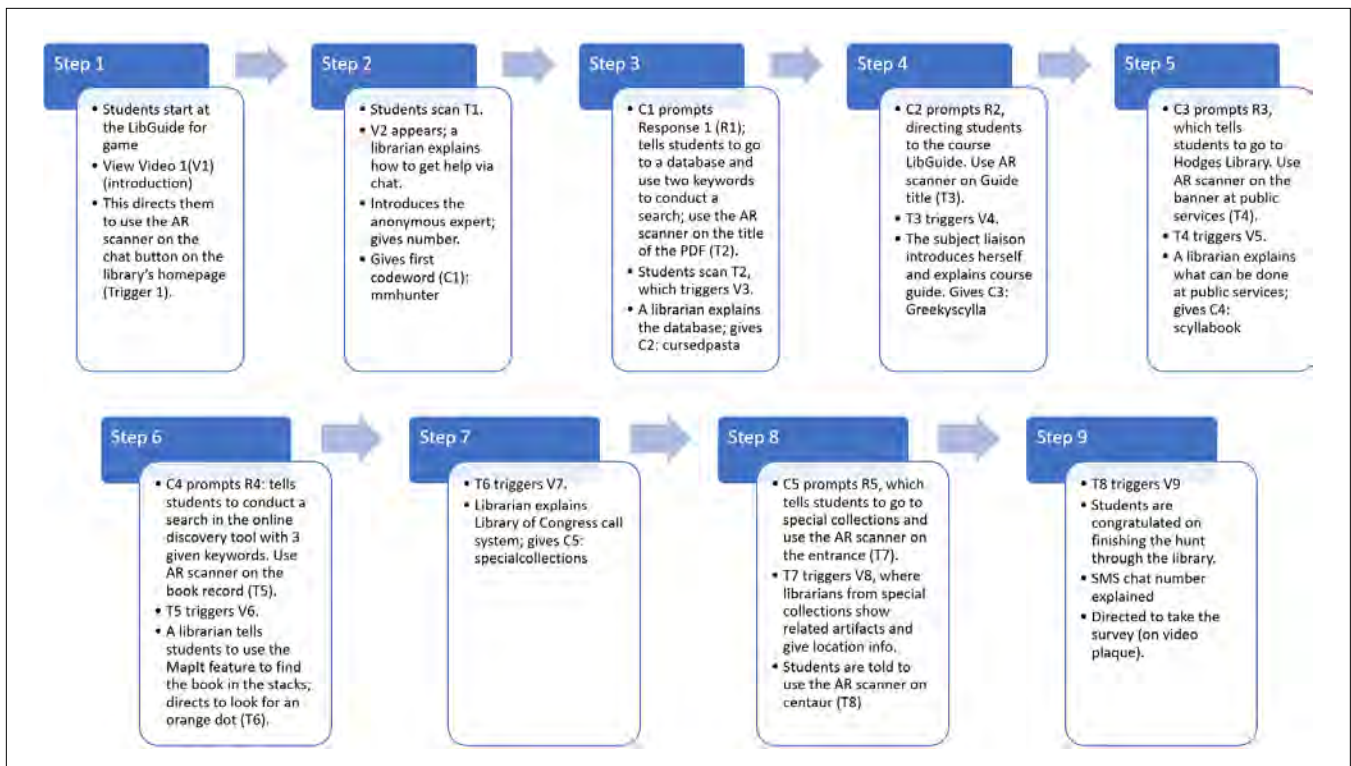 Step 1
• Students start at
the LibGuide for
game
• View Video 1(V1)
(introduction)
• This directs them
to use the AR
scanner on the
chat button on the
library's homepage
(Trigger 1).
Step 2
• Students scan T1.
• V2 appears; a
librarian explains
how to get help via
chat.
• Introduces the
anonymous expert;
gives number.
• Gives first
codeword (C1):
mmhunter
Step 3
• C1 prompts
Response 1 (R1);
tells students to go
to a database and
use two keywords
to conduct a
search; use the AR
scanner on the title
of the PDF (T2).
• Students scan T2,
which triggers V3.
• A librarian explains
the database; gives
C2: cursedpasta
Step 4
• C2 prompts R2,
directing students
to the course
LibGuide. Use AR
scanner on Guide
title (T3).
• T3 triggers V4.
• The subject liaison
introduces herself
and explains course
guide. Gives C3:
Greekyscylla
Step 5
• C3 prompts R3,
which tells
students to go to
Hodges Library. Use
AR scanner on the
banner at public
services (T4).
• T4 triggers V5.
• A librarian explains
what can be done
at public services;
gives C4:
scyllabook
Step 6
• C4 prompts R4: tells
students to conduct a
search in the online
discovery tool with 3
given keywords. Use
AR scanner on the
book record (T5).
• T5 triggers V6.
• A librarian tells
students to use the
MapIt feature to find
the book in the stacks;
directs to look for an
orange dot (T6).
Step 7
• T6 triggers V7.
• Librarian explains
Library of Congress call
system; gives C5:
specialcollections
Step 8
• C5 prompts R5, which
tells students to go to
special collections and
use the AR scanner on
the entrance (T7).
• T7 triggers V8, where
librarians from special
collections show
related artifacts and
give location info.
• Students are told to
use the AR scanner on
centaur (T8)
Step 9
• T8 triggers V9
• Students are
congratulated on
finishing the hunt
through the library.
• SMS chat number
explained
• Directed to take the
survey (on video
plaque).